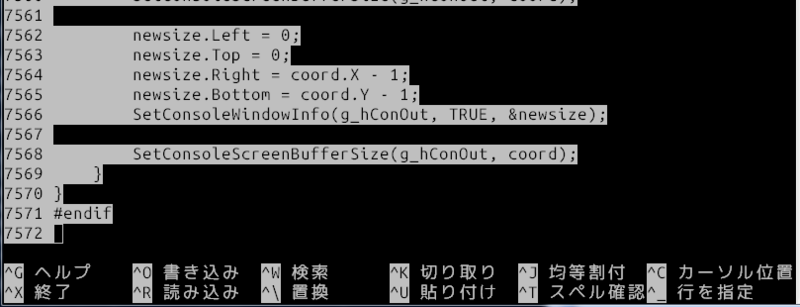 7560 SetConsoleScreenBufferSize(g_hConOut, coord);
7561
7562 newsize.Left = 0;
7563 newsize.Top = 0;
7564 newsize.Right = coord.X - 1;
7565 newsize.Bottom = coord.Y - 1;
7566 SetConsoleWindowInfo(g_hConOut, TRUE, &newsize);
7567
7568 SetConsoleScreenBufferSize(g_hConOut, coord);
7569 }
7570 }
7571 #endif
7572
^G ヘルプ ^O 書き込み ^W 検索 ^K 切り取り ^J 均等割付 ^C カーソル位置
^X 終了 ^R 読み込み ^\ 置換 ^U 貼り付け ^T スペル確認 ^_ 行を指定